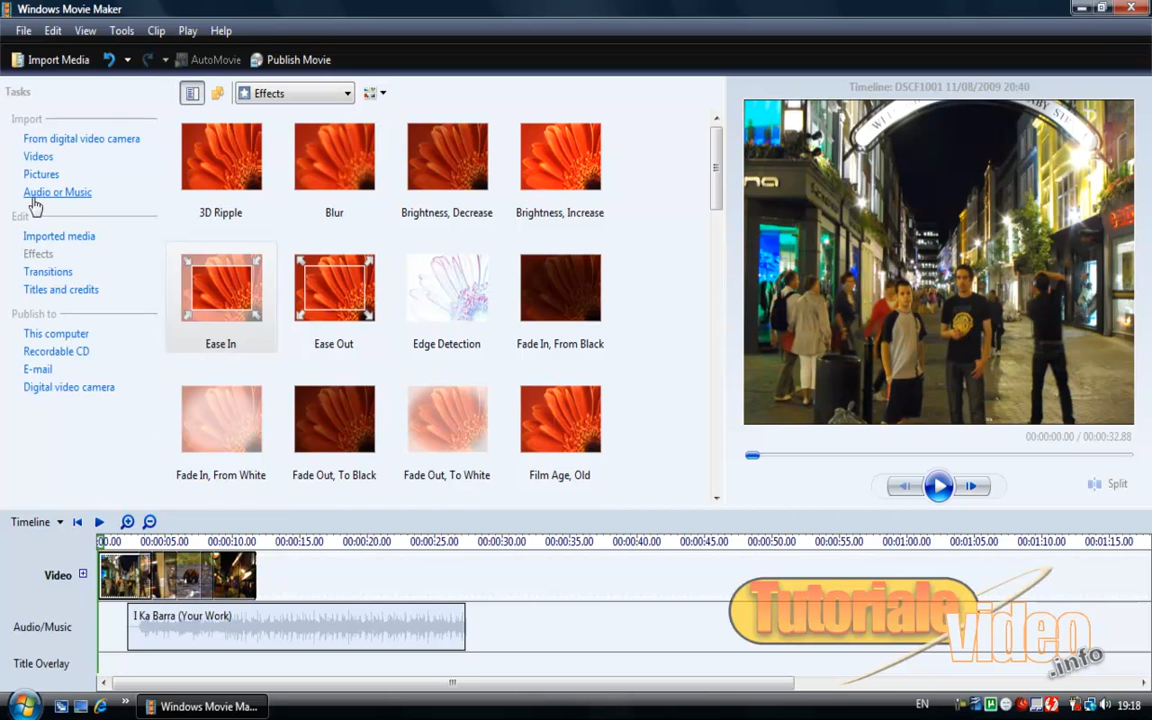 Windows Movie Maker
File Edit View Tools Clip Play Help
Import Media AutoMovie Publish Movie
Tasks
Effects
Timeline: DSCF1001 11/08/2009 20:40
Import
From digital video camera
Videos
Pictures
Audio or Music
Edit
Imported media
Effects
Transitions
Titles and credits
Publish to
This computer
Recordable CD
E-mail
Digital video camera
3D Ripple Blur Brightness, Decrease Brightness, Increase
Ease In Ease Out Edge Detection Fade In, From Black
Fade In, From White Fade Out, To Black Fade Out, To White Film Age, Old
00:00:00.00 / 00:00:32.88
Split
Timeline
00:00:05.00 00:00:10.00 00:00:15.00 00:00:20.00 00:00:25.00 00:00:30.00 00:00:35.00 00:00:40.00 00:00:45.00 00:00:50.00 00:00:55.00 00:01:00.00 00:01:05.00 00:01:10.00 00:01:15.00
Video
I Ka Barra (Your Work)
Audio/Music
Title Overlay
Tutoriale
video
.info
Windows Movie Ma...
EN
19:18